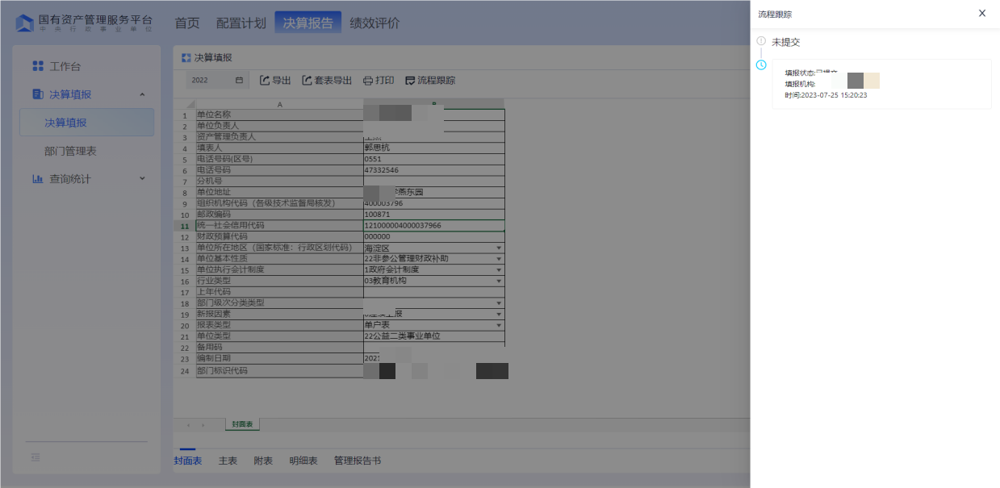 国有资产管理服务平台
中央行政事业单位
首页 配置计划 决算报告 绩效评价
工作台
决算填报
决算填报
部门管理表
查询统计
决算填报
2022 导出 套表导出 打印 流程跟踪
A B
1 单位名称
2 单位负责人
3 资产管理负责人
4 填表人 郭思杭
5 电话号码(区号) 0551
6 电话号码 47332546
7 分机号
8 单位地址 燕东园
9 组织机构代码（各级技术监督局核发） 400003796
10 邮政编码 100871
11 统一社会信用代码 121000004000037966
12 财政预算代码 000000
13 单位所在地区（国家标准：行政区划代码） 海淀区
14 单位基本性质 22非参公管理财政补助
15 单位执行会计制度 1政府会计制度
16 行业类型 03教育机构
17 上年代码
18 部门级次分类类型
19 新报因素 报
20 报表类型 单户表
21 单位类型 22公益二类事业单位
22 备用码
23 编制日期 2021
24 部门标识代码
封面表
封面表 主表 附表 明细表 管理报告书
流程跟踪
未提交
填报状态:已提交
填报机构:
时间:2023-07-25 15:20:23